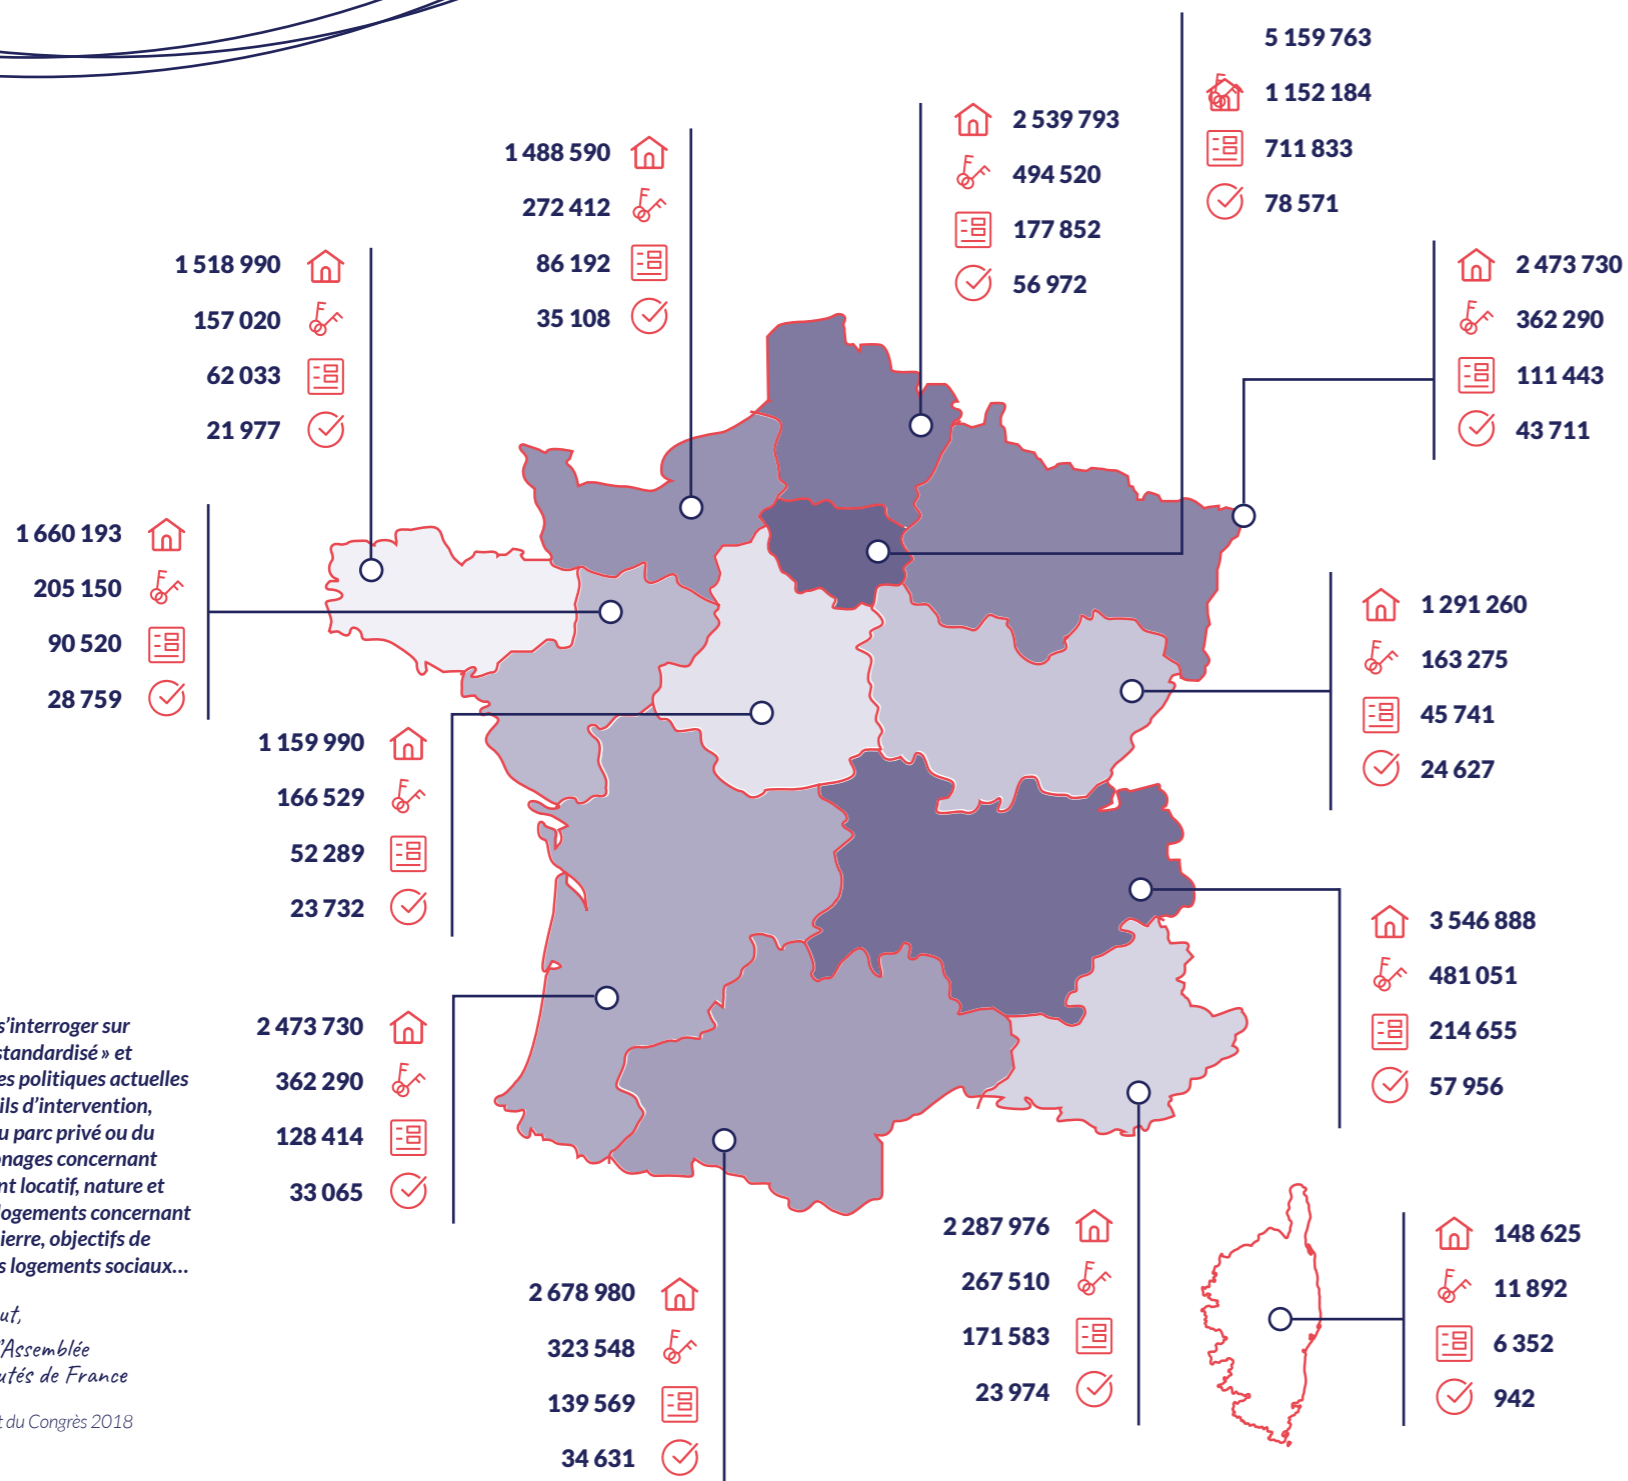 5 159 763
1 152 184
711 833
78 571
2 539 793
494 520
177 852
56 972
1 488 590
272 412
86 192
35 108
1 518 990
157 020
62 033
21 977
2 473 730
362 290
111 443
43 711
1 660 193
205 150
90 520
28 759
1 291 260
163 275
45 741
24 627
1 159 990
166 529
52 289
23 732
3 546 888
481 051
214 655
57 956
2 473 730
362 290
128 414
33 065
s'interroger sur
standardisé » et
es politiques actuelles
ils d'intervention,
u parc privé ou du
onages concernant
nt locatif, nature et
logements concernant
ierre, objectifs de
s logements sociaux...
ut,
'Assemblée
utés de France
t du Congrès 2018
2 678 980
323 548
139 569
34 631
2 287 976
267 510
171 583
23 974
148 625
11 892
6 352
942